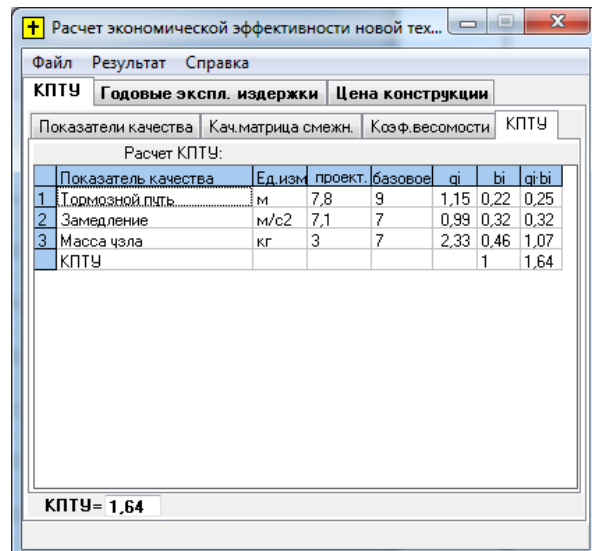 Расчет экономической эффективности новой тех...
Файл Результат Справка
КПТУ Годовые экспл. издержки Цена конструкции
Показатели качества Кач.матрица смежн. Коэф.весомости КПТУ
Расчет КПТУ:
Показатель качества Ед.изм проект. базовое qi bi qi·bi
1 Тормозной путь м 7,8 9 1,15 0,22 0,25
2 Замедление м/с2 7,1 7 0,99 0,32 0,32
3 Масса узла кг 3 7 2,33 0,46 1,07
КПТУ 1 1,64
КПТУ= 1,64